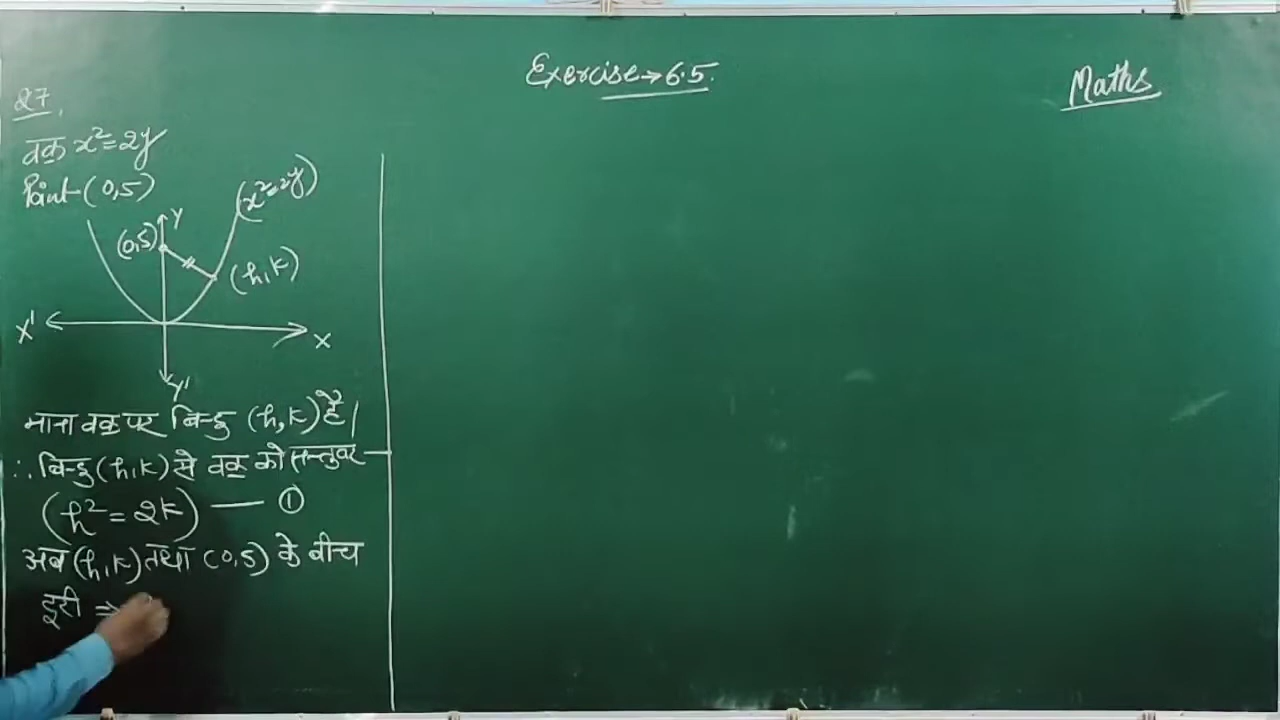 Exercise→6.5.
Maths
27.
वक्र x²=2y
Point-(0,5)
(x²=2y)
Y
(0,5)
(h,k)
X'
X
Y'
माना वक्र पर बिन्दु (h,k) है।
∴ बिन्दु (h,k) से वक्र को सन्तुष्ट—
(h²=2k) — ①
अब (h,k) तथा (0,5) के बीच
दूरी ⇒